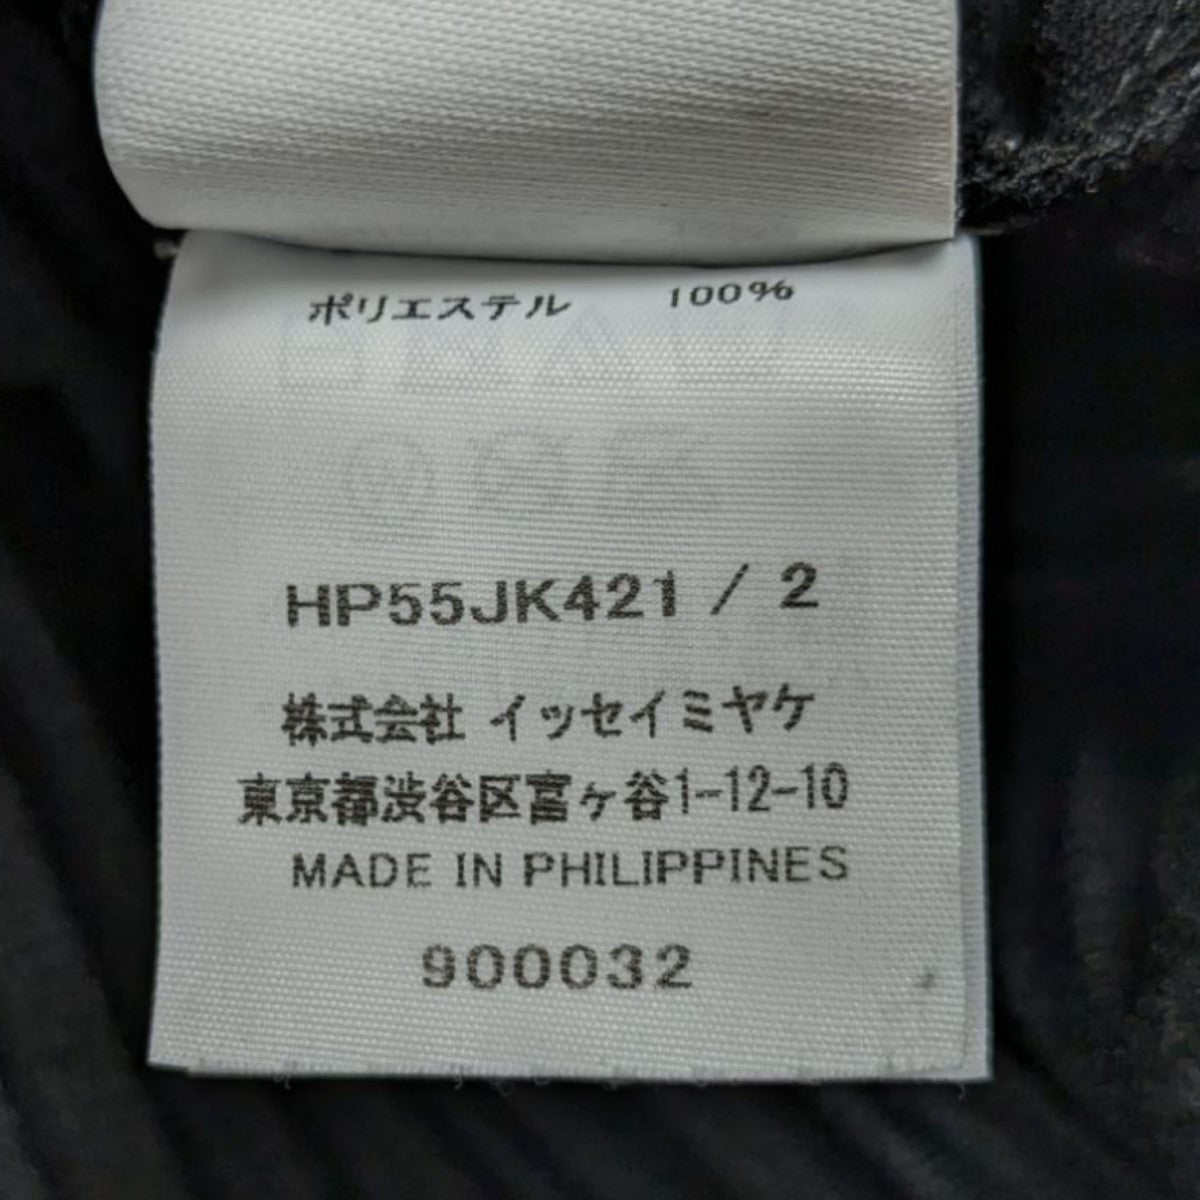 ポリエステル 100%
HP55JK421 / 2
株式会社 イッセイミヤケ
東京都渋谷区富ヶ谷1-12-10
MADE IN PHILIPPINES
900032